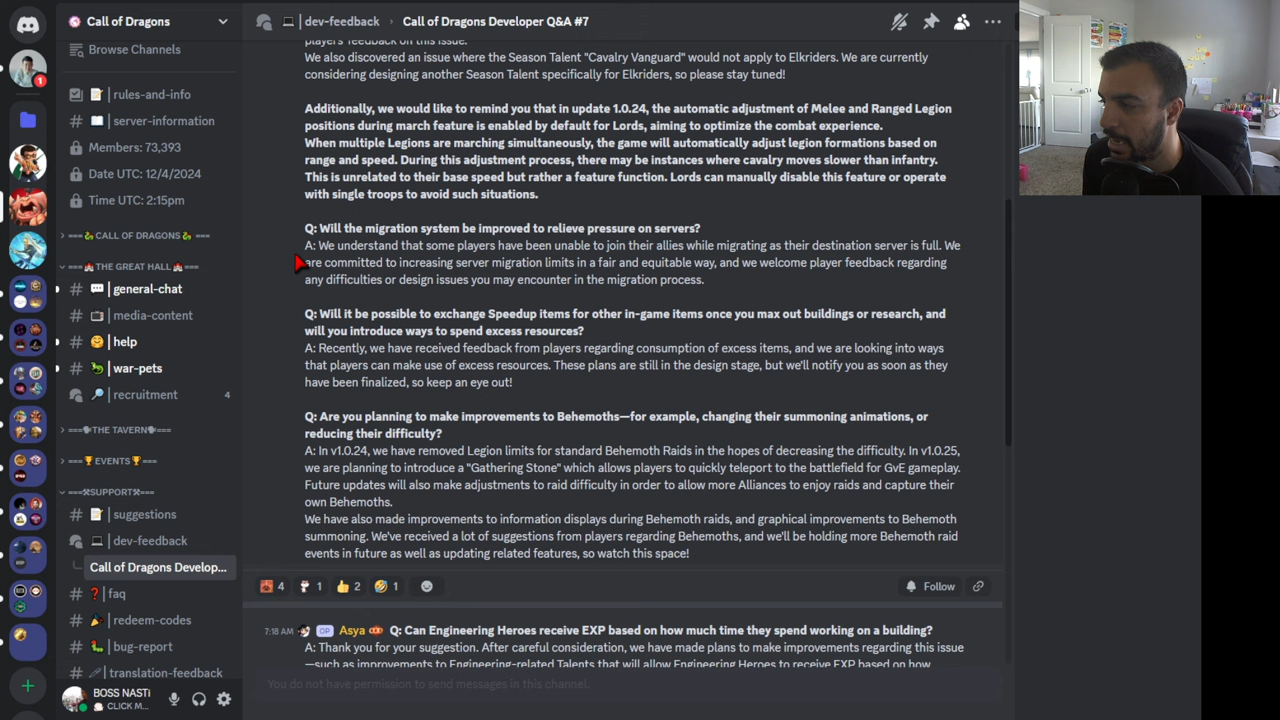 Call of Dragons
Browse Channels
rules-and-info
# | server-information
Members: 73,393
Date UTC: 12/4/2024
Time UTC: 2:15pm
===🐉CALL OF DRAGONS🐉===
===🏰THE GREAT HALL🏰===
# | general-chat
# | media-content
# | help
# | war-pets
| recruitment 4
===🗣THE TAVERN🗣===
===🏆EVENTS🏆===
===⚒SUPPORT⚒===
# | suggestions
| dev-feedback
Call of Dragons Develop...
# | faq
# | redeem-codes
# | bug-report
# | translation-feedback
BOSS NASTi
CLICK M...
1
| dev-feedback › Call of Dragons Developer Q&A #7
players feedback on this issue.
We also discovered an issue where the Season Talent "Cavalry Vanguard" would not apply to Elkriders. We are currently
considering designing another Season Talent specifically for Elkriders, so please stay tuned!
Additionally, we would like to remind you that in update 1.0.24, the automatic adjustment of Melee and Ranged Legion
positions during march feature is enabled by default for Lords, aiming to optimize the combat experience.
When multiple Legions are marching simultaneously, the game will automatically adjust legion formations based on
range and speed. During this adjustment process, there may be instances where cavalry moves slower than infantry.
This is unrelated to their base speed but rather a feature function. Lords can manually disable this feature or operate
with single troops to avoid such situations.
Q: Will the migration system be improved to relieve pressure on servers?
A: We understand that some players have been unable to join their allies while migrating as their destination server is full. We
are committed to increasing server migration limits in a fair and equitable way, and we welcome player feedback regarding
any difficulties or design issues you may encounter in the migration process.
Q: Will it be possible to exchange Speedup items for other in-game items once you max out buildings or research, and
will you introduce ways to spend excess resources?
A: Recently, we have received feedback from players regarding consumption of excess items, and we are looking into ways
that players can make use of excess resources. These plans are still in the design stage, but we'll notify you as soon as they
have been finalized, so keep an eye out!
Q: Are you planning to make improvements to Behemoths—for example, changing their summoning animations, or
reducing their difficulty?
A: In v1.0.24, we have removed Legion limits for standard Behemoth Raids in the hopes of decreasing the difficulty. In v1.0.25,
we are planning to introduce a "Gathering Stone" which allows players to quickly teleport to the battlefield for GvE gameplay.
Future updates will also make adjustments to raid difficulty in order to allow more Alliances to enjoy raids and capture their
own Behemoths.
We have also made improvements to information displays during Behemoth raids, and graphical improvements to Behemoth
summoning. We've received a lot of suggestions from players regarding Behemoths, and we'll be holding more Behemoth raid
events in future as well as updating related features, so watch this space!
4 1 2 1 Follow
7:18 AM OP Asya Q: Can Engineering Heroes receive EXP based on how much time they spend working on a building?
A: Thank you for your suggestion. After careful consideration, we have made plans to make improvements regarding this issue
—such as improvements to Engineering-related Talents that will allow Engineering Heroes to receive EXP based on how
You do not have permission to send messages in this channel.